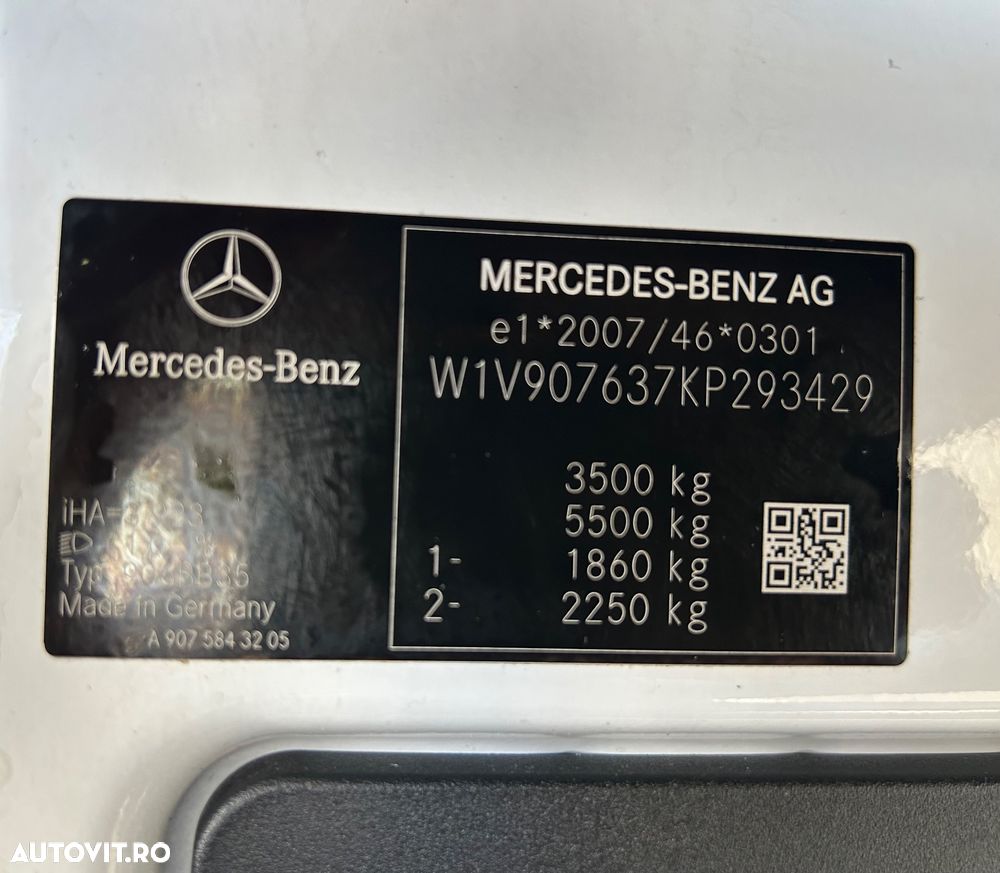 Mercedes-Benz
Made in Germany
A 907 584 32 05
MERCEDES-BENZ AG
e1*2007/46*0301
W1V907637KP293429
3500 kg
5500 kg
1- 1860 kg
2- 2250 kg
AUTOVIT.RO